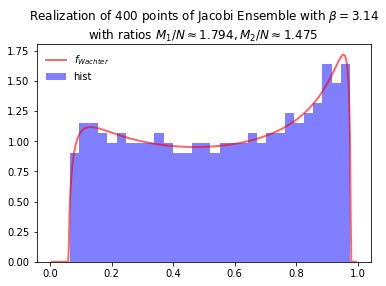 Realization of 400 points of Jacobi Ensemble with β = 3.14
with ratios M₁/N ≈ 1.794, M₂/N ≈ 1.475
f_Wachter
hist
1.75
1.50
1.25
1.00
0.75
0.50
0.25
0.00
0.0 0.2 0.4 0.6 0.8 1.0